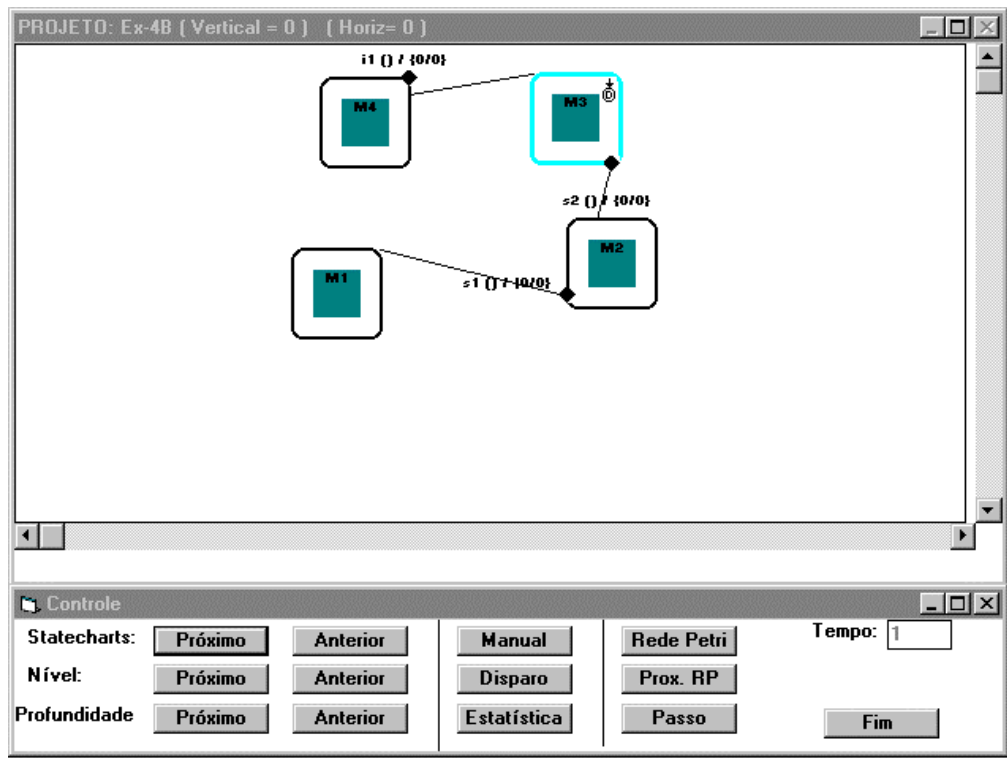 PROJETO: Ex-4B ( Vertical = 0 ) ( Horiz= 0 )
i1 () / {0/0}
M4
M3
D
s2 () / {0/0}
M2
M1
s1 () / {0/0}
Controle
Statecharts: Próximo Anterior Manual Rede Petri Tempo: 1
Nível: Próximo Anterior Disparo Prox. RP
Profundidade Próximo Anterior Estatística Passo Fim